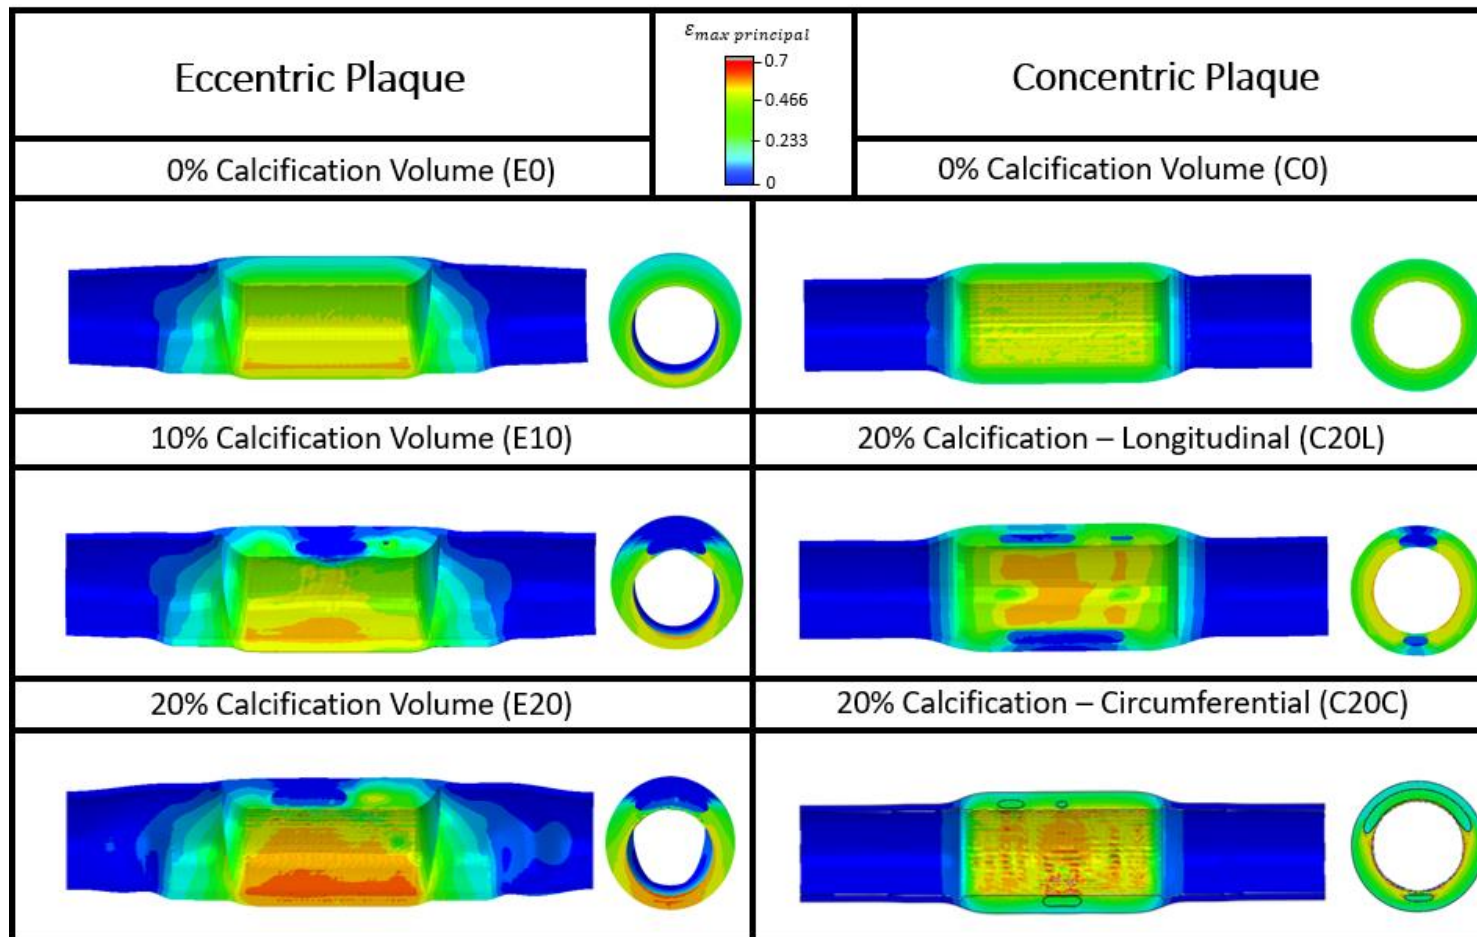 Eccentric Plaque
ε max principal
0.7
0.466
0.233
0
Concentric Plaque
0% Calcification Volume (E0)
0% Calcification Volume (C0)
10% Calcification Volume (E10)
20% Calcification – Longitudinal (C20L)
20% Calcification Volume (E20)
20% Calcification – Circumferential (C20C)